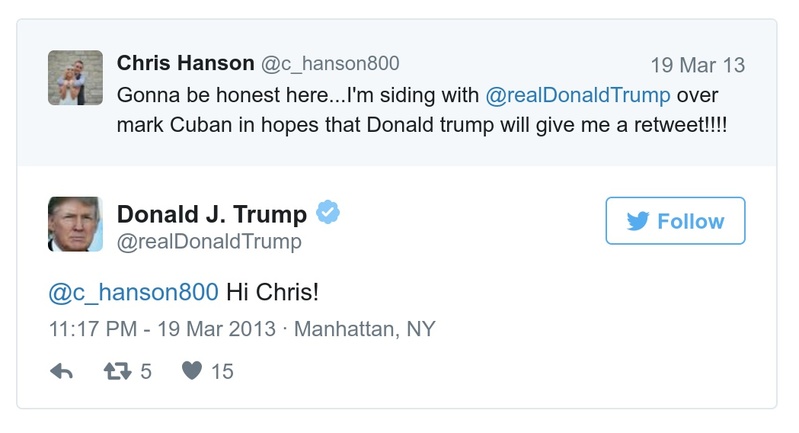 Chris Hanson @c_hanson800 19 Mar 13
Gonna be honest here...I'm siding with @realDonaldTrump over
mark Cuban in hopes that Donald trump will give me a retweet!!!!
Donald J. Trump
@realDonaldTrump
Follow
@c_hanson800 Hi Chris!
11:17 PM - 19 Mar 2013 · Manhattan, NY
5 15